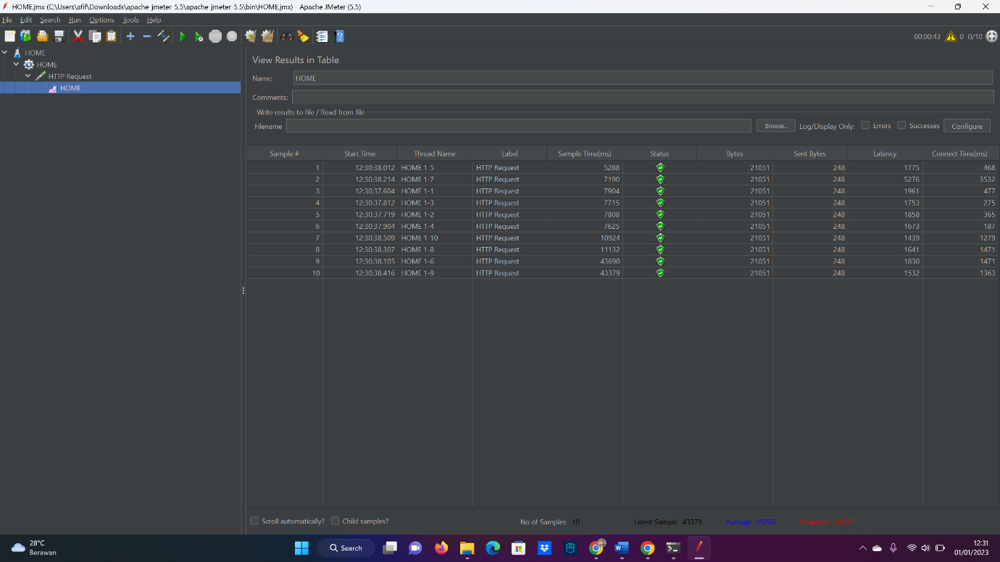 HOME.jmx (C:\Users\afif\Downloads\apache-jmeter-5.5\apache-jmeter-5.5\bin\HOME.jmx) - Apache JMeter (5.5)
File Edit Search Run Options Tools Help
00:00:43 0 0/10
HOME
HOME
HTTP Request
HOME
View Results in Table
Name: HOME
Comments:
Write results to file / Read from file
Filename Browse... Log/Display Only: Errors Successes Configure
Sample # Start Time Thread Name Label Sample Time(ms) Status Bytes Sent Bytes Latency Connect Time(ms)
1 12:30:38.012 HOME 1-5 HTTP Request 5288 21051 248 1775 468
2 12:30:38.214 HOME 1-7 HTTP Request 7190 21051 248 5276 3532
3 12:30:37.604 HOME 1-1 HTTP Request 7904 21051 248 1961 477
4 12:30:37.812 HOME 1-3 HTTP Request 7715 21051 248 1753 275
5 12:30:37.719 HOME 1-2 HTTP Request 7808 21051 248 1858 365
6 12:30:37.904 HOME 1-4 HTTP Request 7625 21051 248 1673 187
7 12:30:38.509 HOME 1-10 HTTP Request 10924 21051 248 1439 1279
8 12:30:38.307 HOME 1-8 HTTP Request 11132 21051 248 1641 1471
9 12:30:38.105 HOME 1-6 HTTP Request 43690 21051 248 1830 1471
10 12:30:38.416 HOME 1-9 HTTP Request 43379 21051 248 1532 1363
Scroll automatically? Child samples? No of Samples 10 Latest Sample 43379 Average 15265 Deviation
28°C
Berawan
Search
12:31
01/01/2023